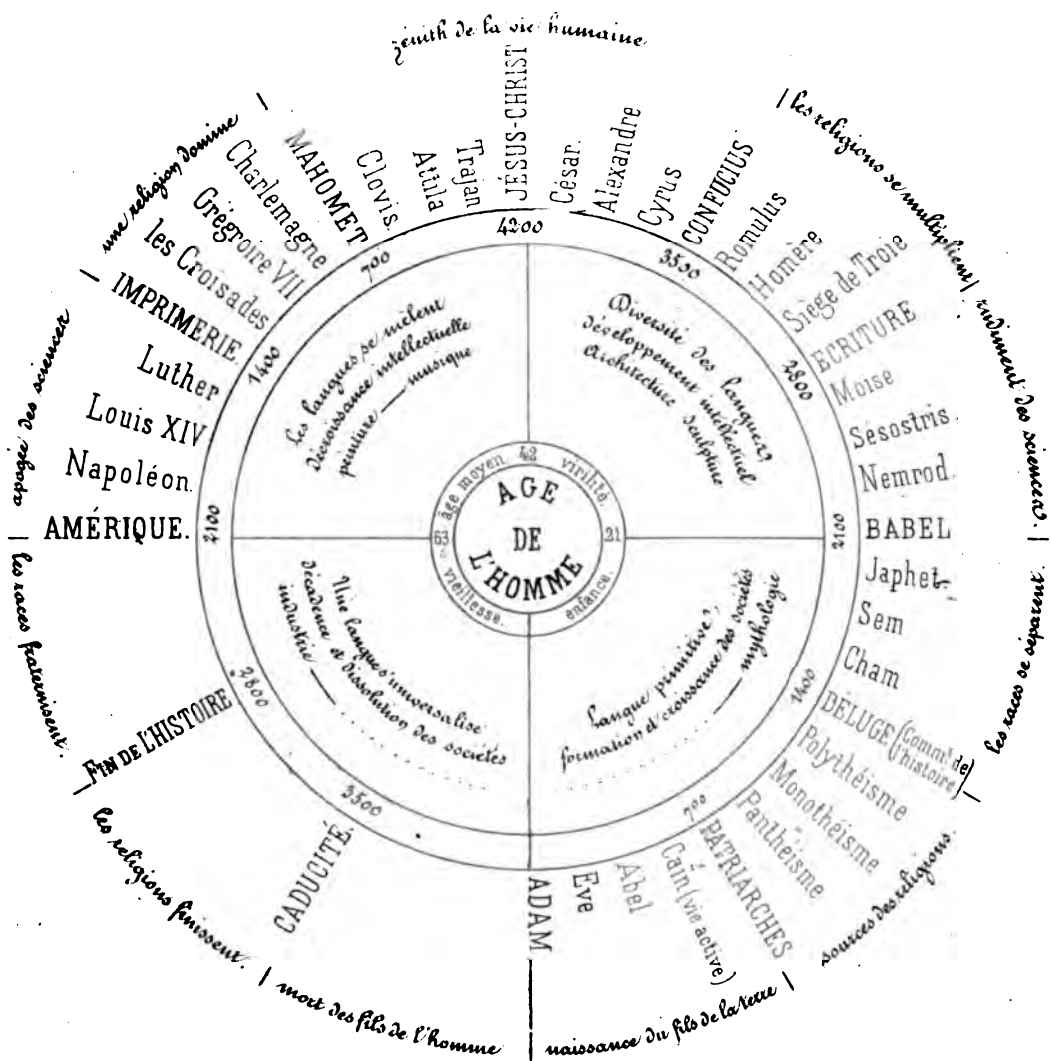 zénith de la vie humaine
les religions se multiplient
rudiment des sciences.
les races se séparent.
sources des religions.
naissance du fils de la terre
mort des fils de l'homme
les religions finissent.
les races fraternisent.
apogée des sciences
une religion domine
JÉSUS-CHRIST
César.
Alexandre
Cyrus
CONFUCIUS
Romulus
Homère
Siège de Troie
ECRITURE
Moïse
Sésostris.
Nemrod.
BABEL
Japhet.
Sem
Cham
DÉLUGE (Commt. de l'histoire)
Polythéisme
Monothéisme
Panthéisme
PATRIARCHES
Caïn (vie active)
Abel
Eve
ADAM
CADUCITÉ.
FIN DE L'HISTOIRE
AMÉRIQUE.
Napoléon.
Louis XIV
Luther
IMPRIMERIE.
les Croisades
Grégroire VII
Charlemagne
MAHOMET
Clovis.
Attila
Trajan
4200
3500
2800
2100
1400
700
3500
2800
2100
1400
700
Diversité des langues?
développement intellectuel
Architecture sculpture
Langue primitive?
formation et croissance des sociétés
mythologie
Une langue s'universalise
décadence et dissolution des sociétés
industrie
Les langues se mêlent
décroissance intellectuelle
peinture — musique
42
virilité.
21
enfance.
vieillesse.
63
âge moyen.
AGE
DE
L'HOMME